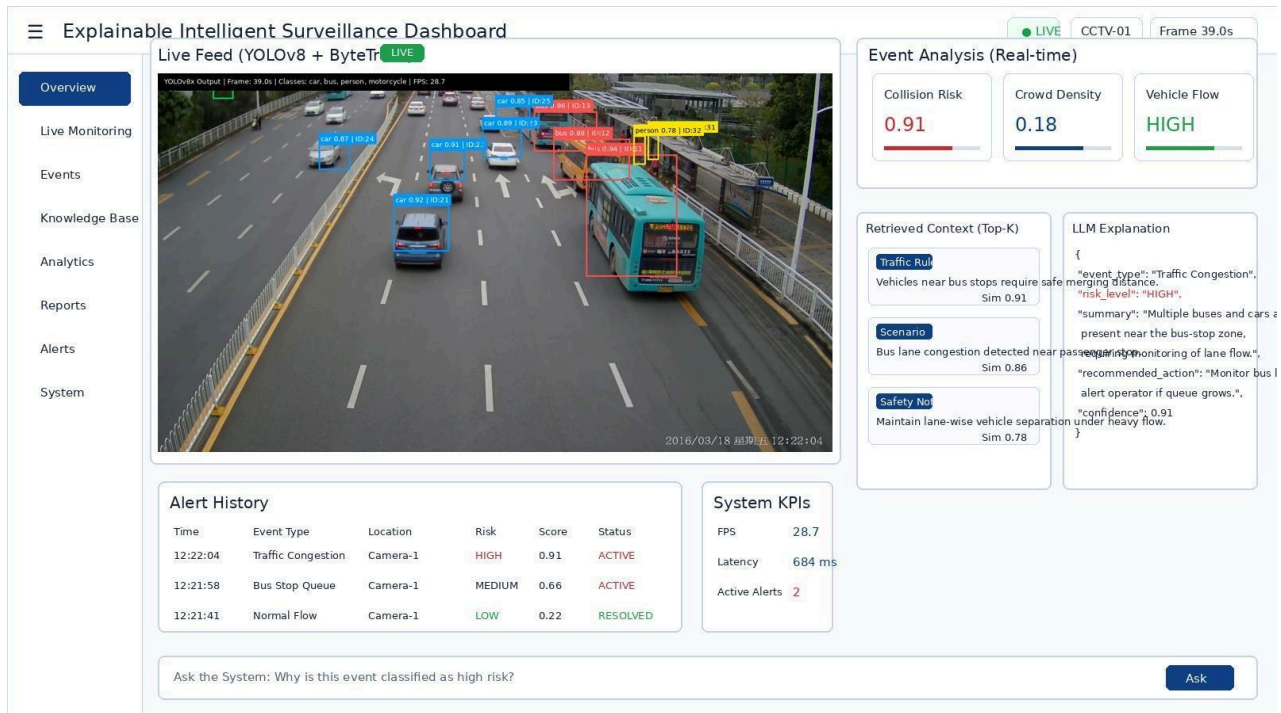 ☰ Explainable Intelligent Surveillance Dashboard
● LIVE
CCTV-01
Frame 39.0s
Overview
Live Monitoring
Events
Knowledge Base
Analytics
Reports
Alerts
System
Live Feed (YOLOv8 + ByteTr
LIVE
YOLOv8x Output | Frame: 39.0s | Classes: car, bus, person, motorcycle | FPS: 28.7
car 0.85 | ID:25
0.86 | ID:13
car 0.89 | ID:
person 0.78 | ID:32
:31
car 0.87 | ID:24
bus 0.88 | ID:12
car 0.91 | ID:2
bus 0.94 |
car 0.92 | ID:21
2016/03/18 星期五 12:22:04
Event Analysis (Real-time)
Collision Risk
0.91
Crowd Density
0.18
Vehicle Flow
HIGH
Retrieved Context (Top-K)
Traffic Rul
Vehicles near bus stops require safe merging distance.
Sim 0.91
Scenario
Bus lane congestion detected near passenger stop.
Sim 0.86
Safety Not
Maintain lane-wise vehicle separation under heavy flow.
Sim 0.78
LLM Explanation
{
"event_type": "Traffic Congestion",
"risk_level": "HIGH",
"summary": "Multiple buses and cars a
present near the bus-stop zone,
requiring monitoring of lane flow.",
"recommended_action": "Monitor bus l
alert operator if queue grows.",
"confidence": 0.91
}
Alert History
Time Event Type Location Risk Score Status
12:22:04 Traffic Congestion Camera-1 HIGH 0.91 ACTIVE
12:21:58 Bus Stop Queue Camera-1 MEDIUM 0.66 ACTIVE
12:21:41 Normal Flow Camera-1 LOW 0.22 RESOLVED
System KPIs
FPS 28.7
Latency 684 ms
Active Alerts 2
Ask the System: Why is this event classified as high risk?
Ask